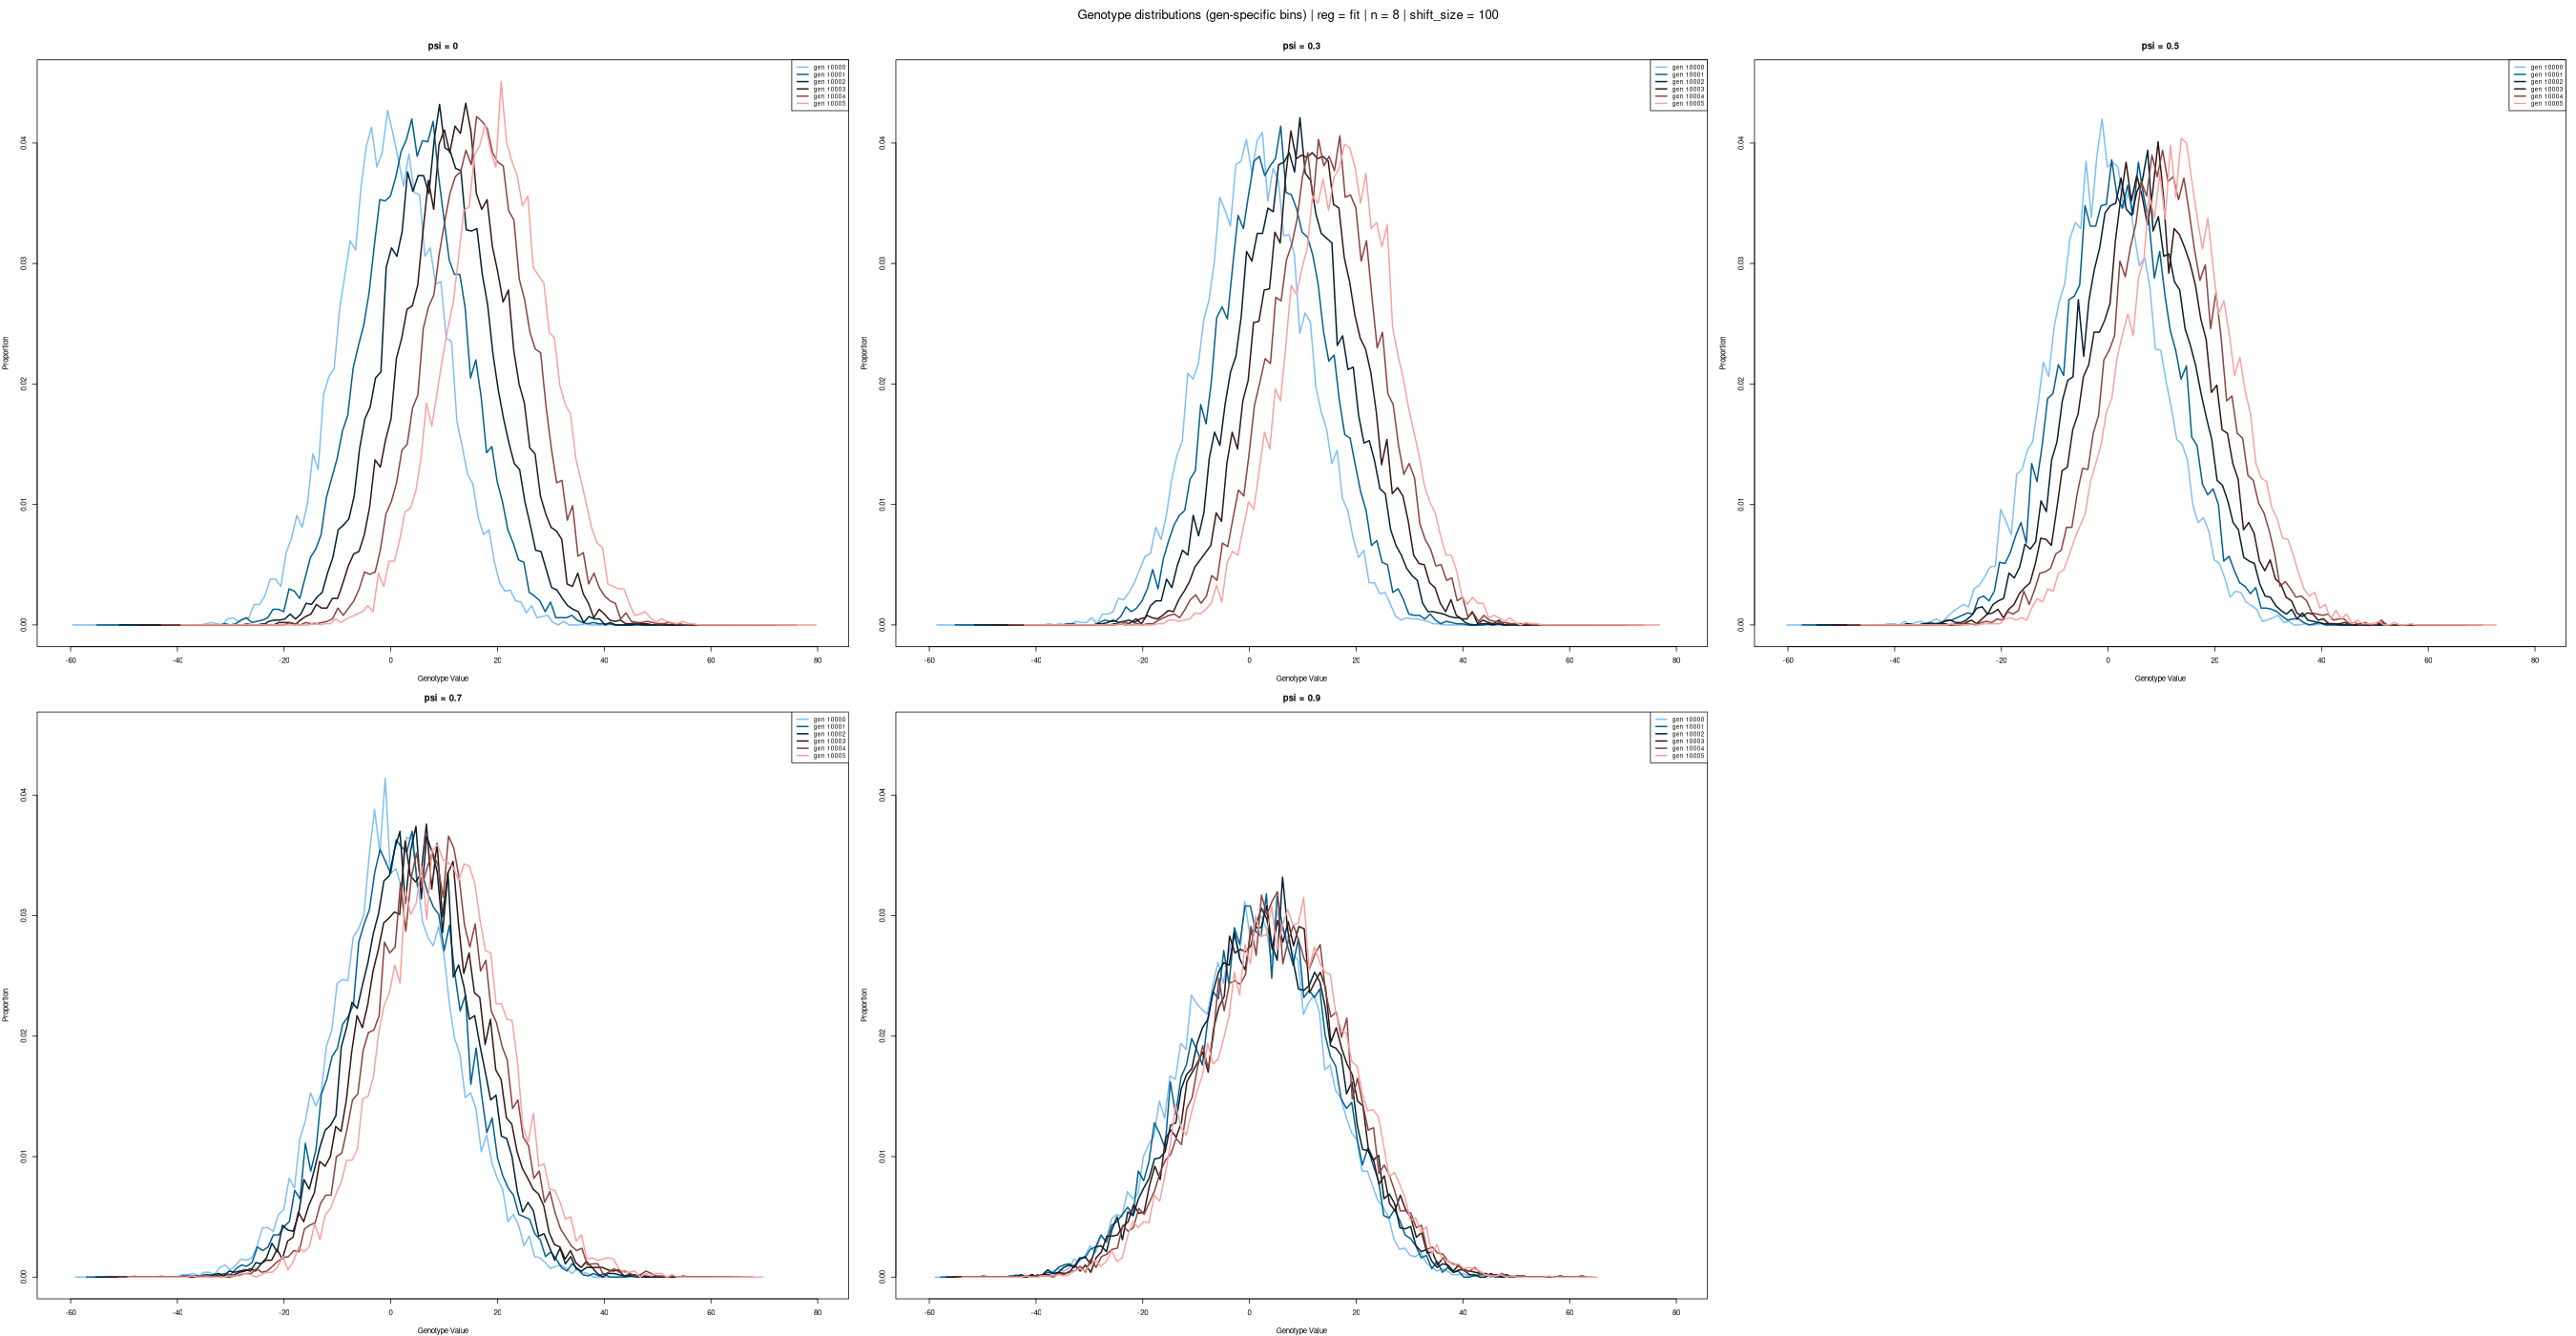 Genotype distributions (gen-specific bins) | reg = fit | n = 8 | shift_size = 100
psi = 0
gen 10000
gen 10001
gen 10002
gen 10003
gen 10004
gen 10005
Proportion
0.04
0.03
0.02
0.01
0.00
-60 -40 -20 0 20 40 60 80
Genotype Value
psi = 0.3
gen 10000
gen 10001
gen 10002
gen 10003
gen 10004
gen 10005
Proportion
0.04
0.03
0.02
0.01
0.00
-60 -40 -20 0 20 40 60 80
Genotype Value
psi = 0.5
gen 10000
gen 10001
gen 10002
gen 10003
gen 10004
gen 10005
Proportion
0.04
0.03
0.02
0.01
0.00
-60 -40 -20 0 20 40 60 80
Genotype Value
psi = 0.7
gen 10000
gen 10001
gen 10002
gen 10003
gen 10004
gen 10005
Proportion
0.04
0.03
0.02
0.01
0.00
-60 -40 -20 0 20 40 60 80
Genotype Value
psi = 0.9
gen 10000
gen 10001
gen 10002
gen 10003
gen 10004
gen 10005
Proportion
0.04
0.03
0.02
0.01
0.00
-60 -40 -20 0 20 40 60 80
Genotype Value